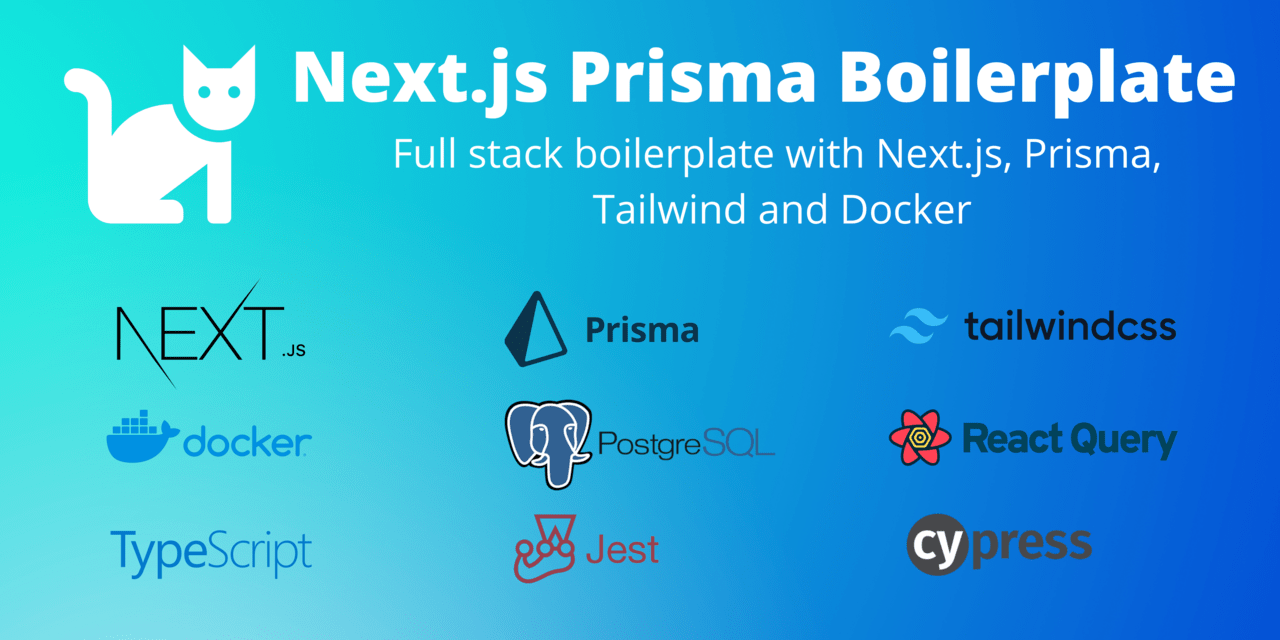 Next.js Prisma Boilerplate
Full stack boilerplate with Next.js, Prisma,
Tailwind and Docker
NEXT.JS
Prisma
tailwindcss
docker
PostgreSQL
React Query
TypeScript
Jest
cypress